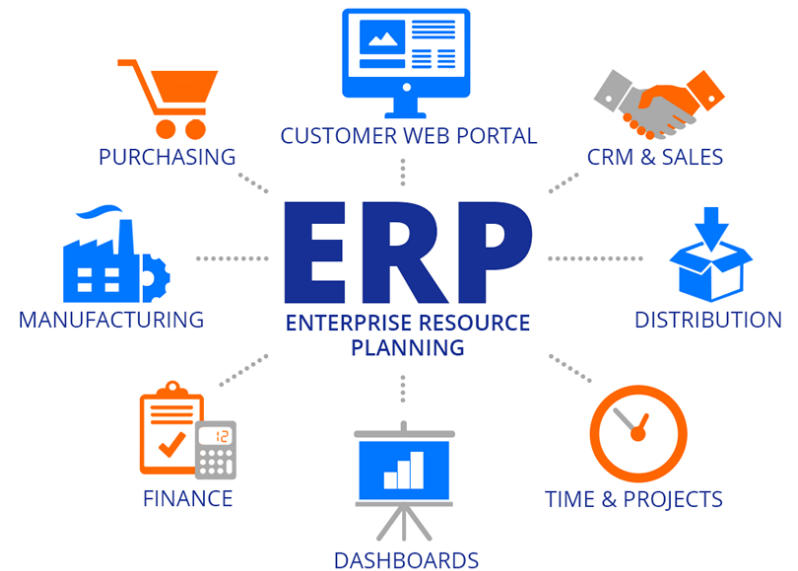 CUSTOMER WEB PORTAL
PURCHASING
CRM & SALES
ERP
ENTERPRISE RESOURCE
PLANNING
MANUFACTURING
DISTRIBUTION
12
FINANCE
TIME & PROJECTS
DASHBOARDS